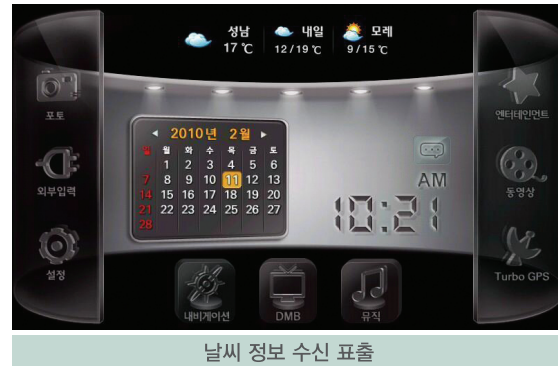 성남 내일 모레
17 ℃ 12 / 19 ℃ 9 / 15 ℃
포토
엔터테인먼트
2010 년 2월
일 월 화 수 목 금 토
1 2 3 4 5 6
7 8 9 10 11 12 13
14 15 16 17 18 19 20
21 22 23 24 25 26 27
28
AM
10:21
외부입력
동영상
설정
Turbo GPS
내비게이션 DMB 뮤직
날씨 정보 수신 표출